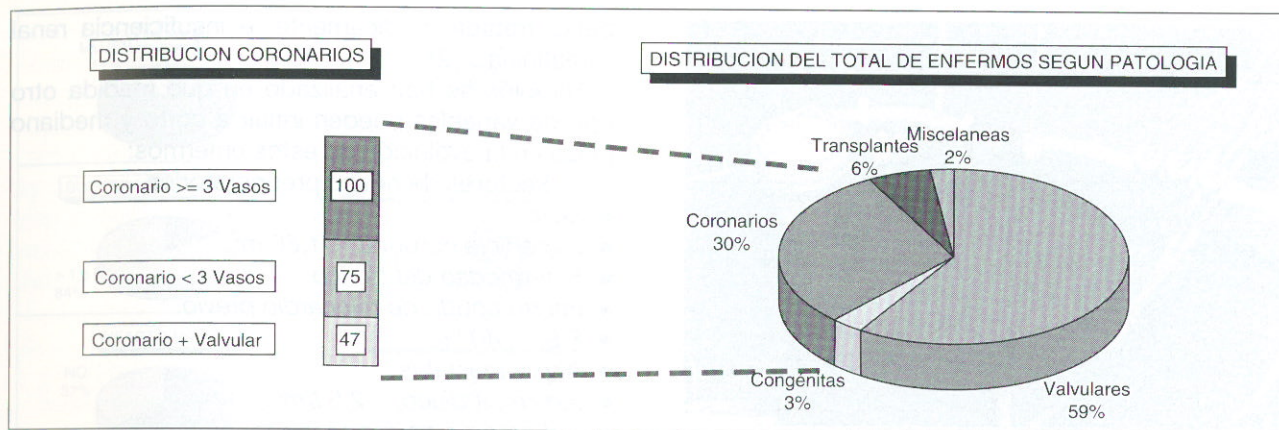 DISTRIBUCION CORONARIOS
Coronario >= 3 Vasos
100
Coronario < 3 Vasos
75
Coronario + Valvular
47
DISTRIBUCION DEL TOTAL DE ENFERMOS SEGUN PATOLOGIA
Miscelaneas
2%
Transplantes
6%
Coronarios
30%
Congénitas
3%
Valvulares
59%